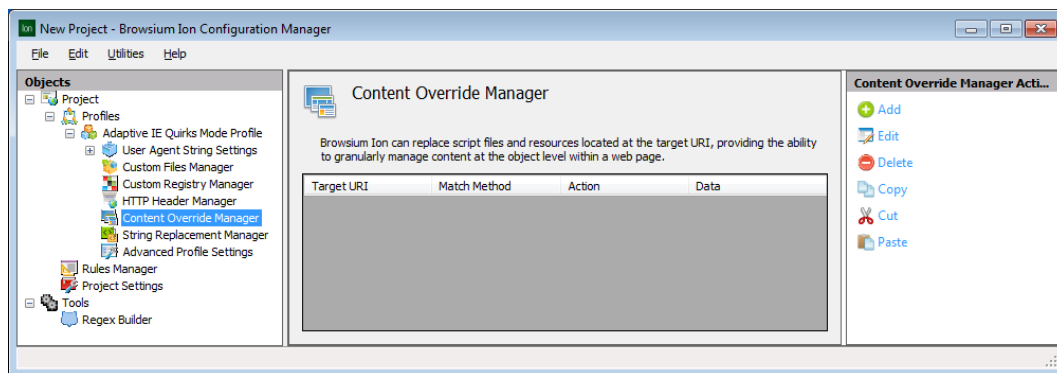 Ion New Project - Browsium Ion Configuration Manager
File Edit Utilities Help
Objects
Project
Profiles
Adaptive IE Quirks Mode Profile
User Agent String Settings
Custom Files Manager
Custom Registry Manager
HTTP Header Manager
Content Override Manager
String Replacement Manager
Advanced Profile Settings
Rules Manager
Project Settings
Tools
Regex Builder
Content Override Manager
Browsium Ion can replace script files and resources located at the target URI, providing the ability
to granularly manage content at the object level within a web page.
Target URI Match Method Action Data
Content Override Manager Acti...
Add
Edit
Delete
Copy
Cut
Paste